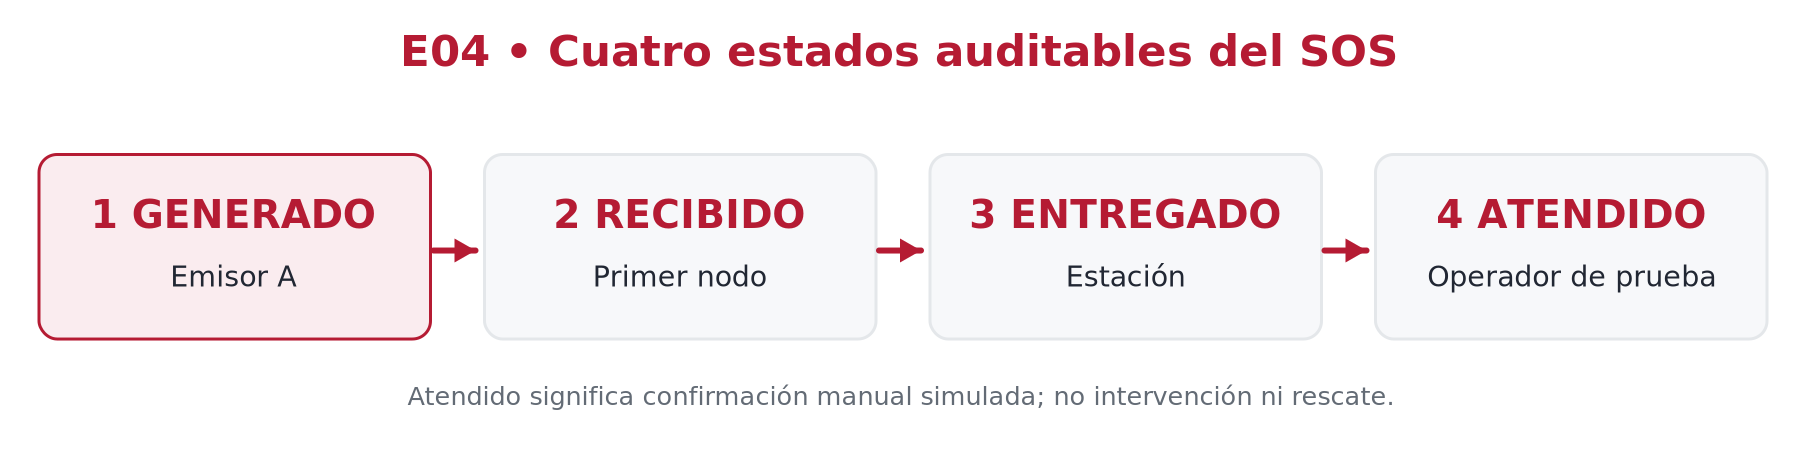 E04 • Cuatro estados auditables del SOS
1 GENERADO
Emisor A
2 RECIBIDO
Primer nodo
3 ENTREGADO
Estación
4 ATENDIDO
Operador de prueba
Atendido significa confirmación manual simulada; no intervención ni rescate.